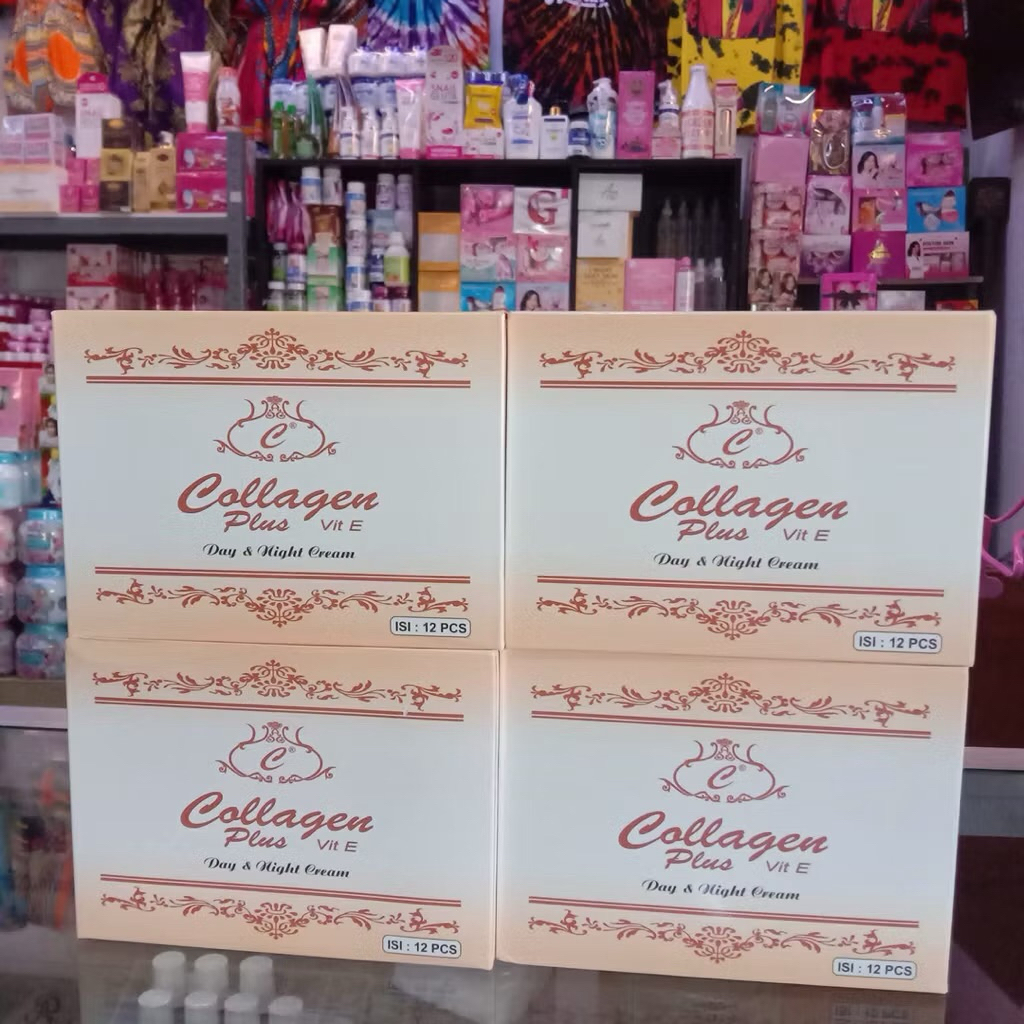 SNAIL
G
C®
Collagen
Plus Vit E
Day & Night Cream
ISI : 12 PCS
C®
Collagen
Plus Vit E
Day & Night Cream
ISI : 12 PCS
C®
Collagen
Plus Vit E
Day & Night Cream
ISI : 12 PCS
C®
Collagen
Plus Vit E
Day & Night Cream
ISI : 12 PCS